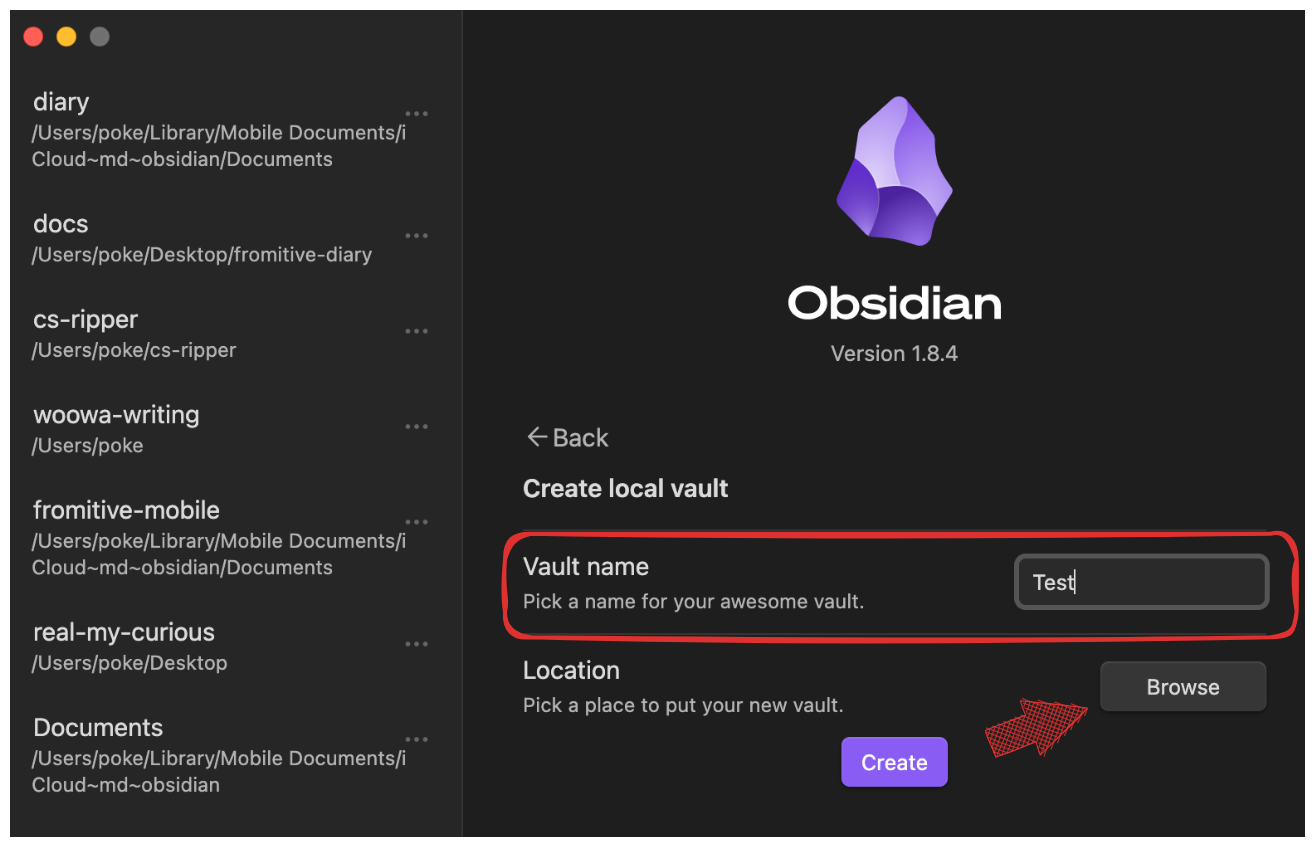 diary
/Users/poke/Library/Mobile Documents/i
Cloud~md~obsidian/Documents
docs
/Users/poke/Desktop/fromitive-diary
cs-ripper
/Users/poke/cs-ripper
woowa-writing
/Users/poke
fromitive-mobile
/Users/poke/Library/Mobile Documents/i
Cloud~md~obsidian/Documents
real-my-curious
/Users/poke/Desktop
Documents
/Users/poke/Library/Mobile Documents/i
Cloud~md~obsidian
Obsidian
Version 1.8.4
Back
Create local vault
Vault name
Pick a name for your awesome vault.
Test
Location
Pick a place to put your new vault.
Browse
Create